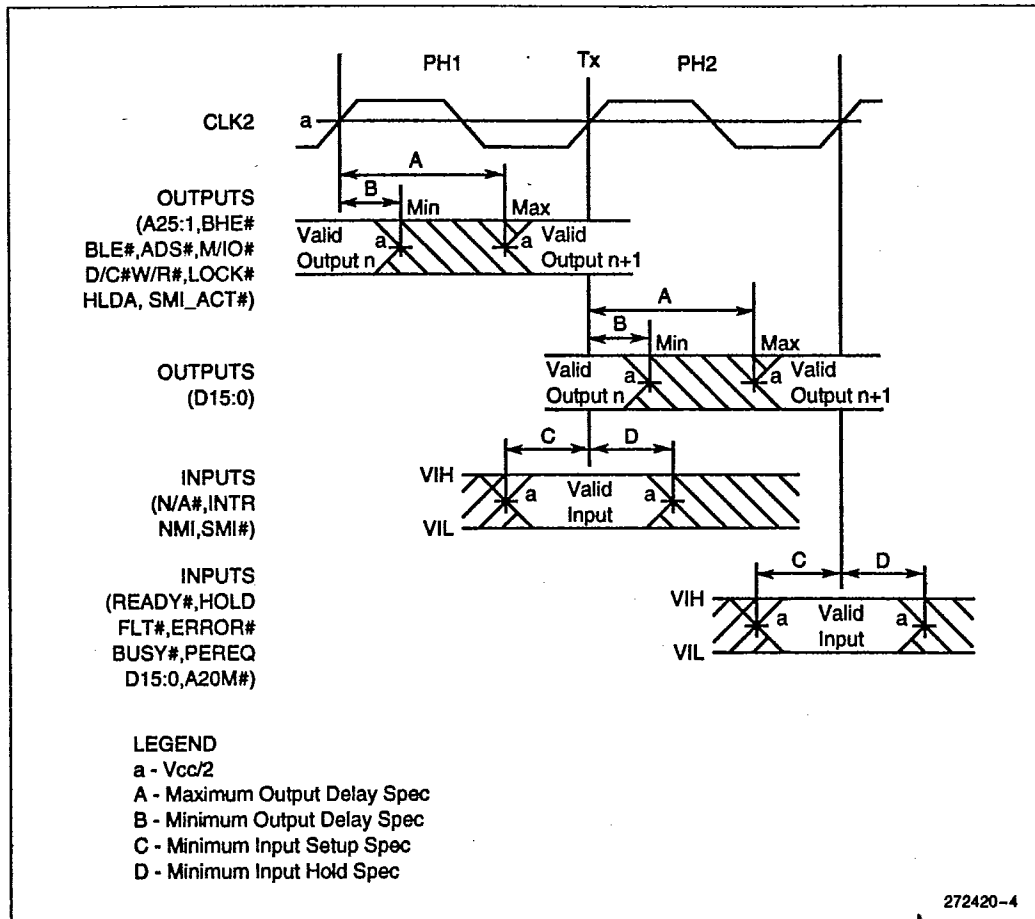 PH1 Tx PH2
CLK2 a
A
B
OUTPUTS
(A25:1,BHE#
BLE#,ADS#,M/IO#
D/C#W/R#,LOCK#
HLDA, SMI_ACT#)
Min Max
Valid Output n
a a
Valid Output n+1
A
B
OUTPUTS
(D15:0)
Min Max
Valid Output n
a a
Valid Output n+1
C D
INPUTS
(N/A#,INTR
NMI,SMI#)
VIH
VIL
a Valid Input a
C D
INPUTS
(READY#,HOLD
FLT#,ERROR#
BUSY#,PEREQ
D15:0,A20M#)
VIH
VIL
a Valid Input a
LEGEND
a - Vcc/2
A - Maximum Output Delay Spec
B - Minimum Output Delay Spec
C - Minimum Input Setup Spec
D - Minimum Input Hold Spec
272420-4